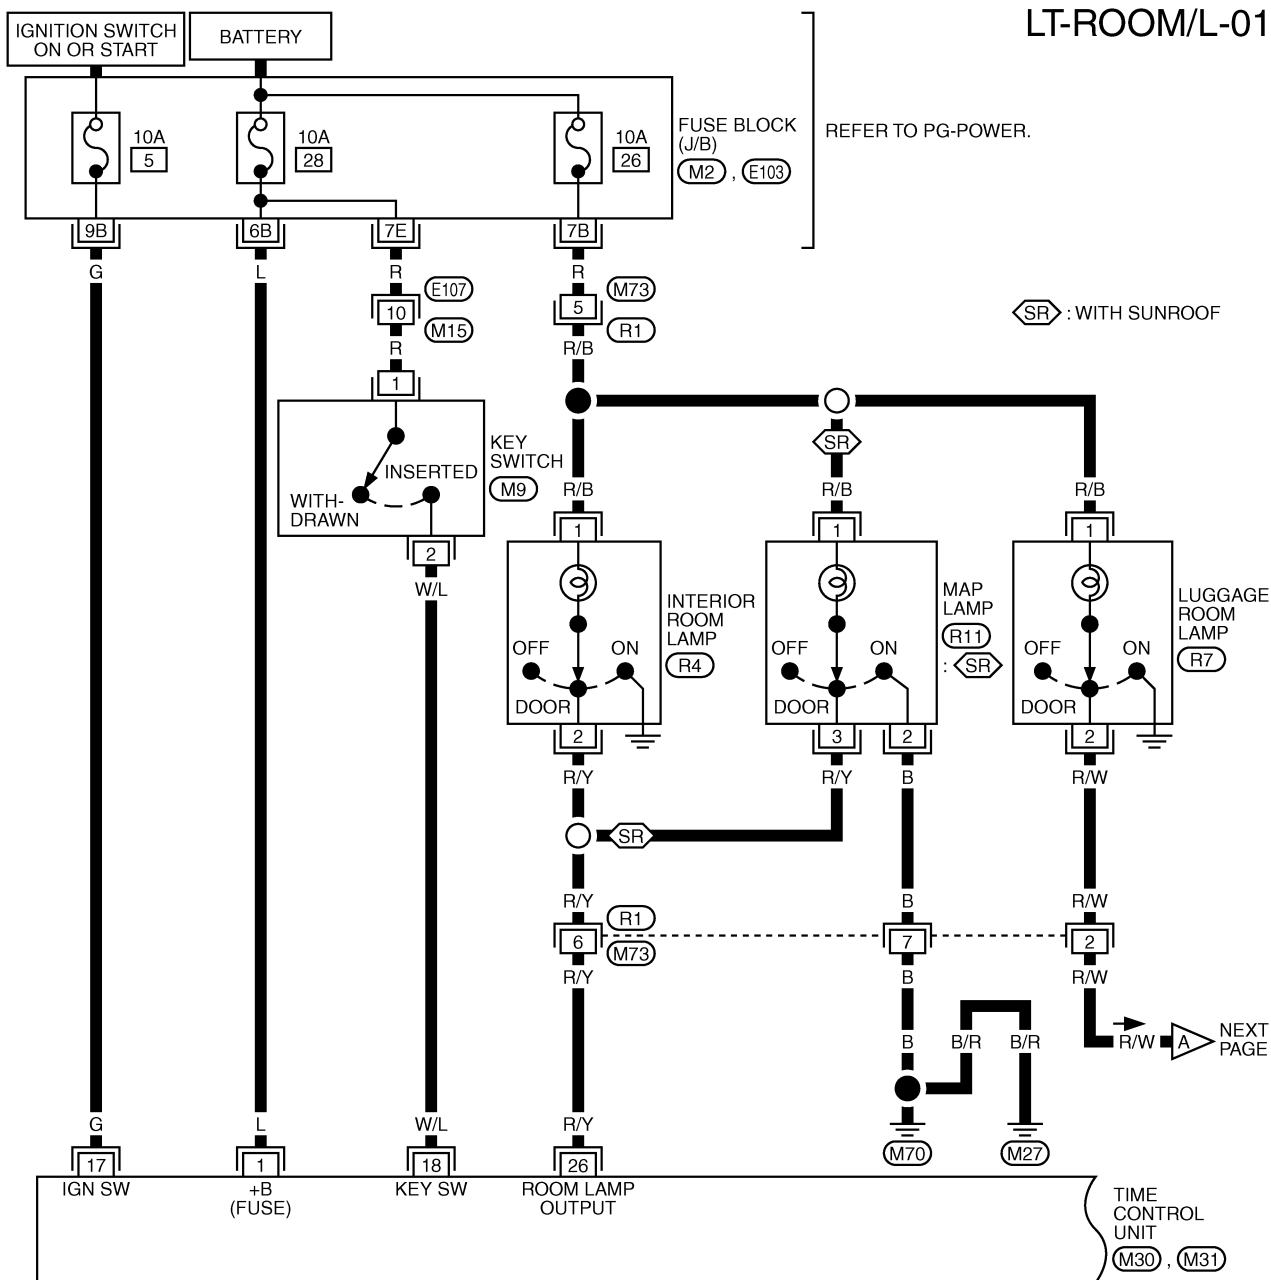 LT-ROOM/L-01
IGNITION SWITCH
ON OR START
BATTERY
10A
5
10A
28
10A
26
FUSE BLOCK
(J/B)
M2 , E103
REFER TO PG-POWER.
9B
6B
7E
7B
G
L
R
R
E107
10
M15
M73
5
R1
SR : WITH SUNROOF
R
R/B
1
SR
KEY
SWITCH
M9
INSERTED
WITH-
DRAWN
2
W/L
R/B
R/B
R/B
1
1
1
INTERIOR
ROOM
LAMP
R4
OFF
ON
DOOR
MAP
LAMP
R11
: SR
OFF
ON
DOOR
LUGGAGE
ROOM
LAMP
R7
OFF
ON
DOOR
2
3
2
2
R/Y
R/Y
B
R/W
SR
R/Y
B
R/W
R1
6
M73
7
2
R/Y
B
R/W
B
B/R
B/R
R/W
A
NEXT
PAGE
G
L
W/L
R/Y
M70
M27
17
1
18
26
IGN SW
+B
(FUSE)
KEY SW
ROOM LAMP
OUTPUT
TIME
CONTROL
UNIT
M30 , M31